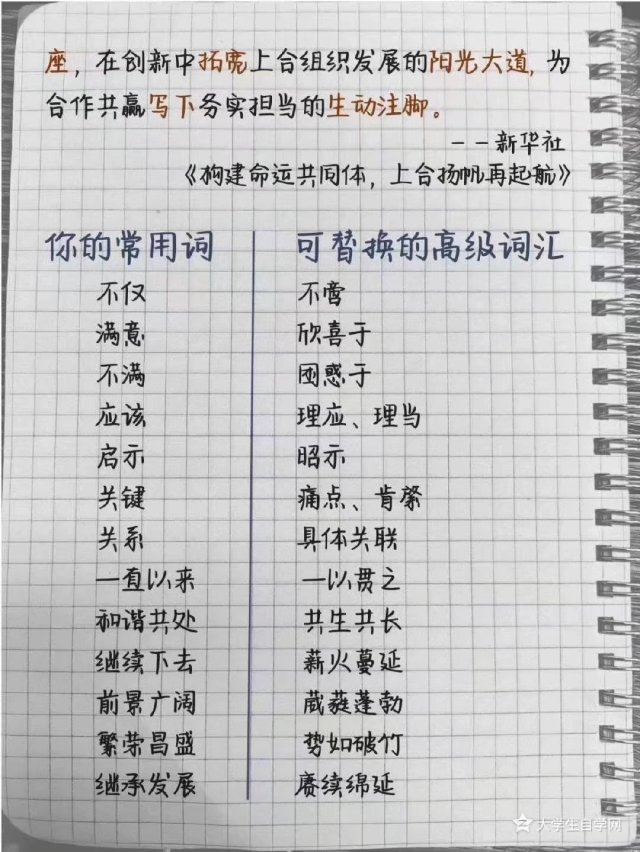 座，在创新中拓宽上合组织发展的阳光大道，为
合作共赢写下务实担当的生动注脚。
——新华社
《构建命运共同体，上合扬帆再起航》
你的常用词 可替换的高级词汇
不仅 不啻
满意 欣喜于
不满 困惑于
应该 理应、理当
启示 昭示
关键 痛点、肯綮
关系 具体关联
一直以来 一以贯之
和谐共处 共生共长
继续下去 薪火蔓延
前景广阔 葳蕤蓬勃
繁荣昌盛 势如破竹
继承发展 赓续绵延
大学生自学网